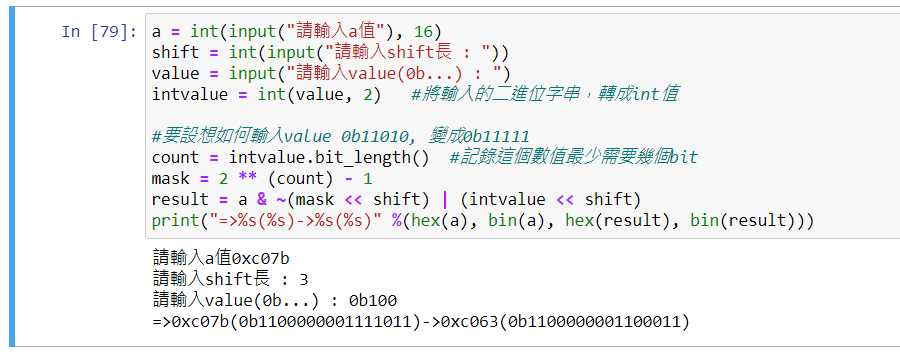 In [79]: a = int(input("請輸入a值"), 16)
shift = int(input("請輸入shift長 : "))
value = input("請輸入value(0b...) : ")
intvalue = int(value, 2)   #將輸入的二進位字串，轉成int值
#要設想如何輸入value 0b11010, 變成0b11111
count = intvalue.bit_length()  #記錄這個數值最少需要幾個bit
mask = 2 ** (count) - 1
result = a & ~(mask << shift) | (intvalue << shift)
print("=>%s(%s)->%s(%s)" %(hex(a), bin(a), hex(result), bin(result)))
請輸入a值0xc07b
請輸入shift長 : 3
請輸入value(0b...) : 0b100
=>0xc07b(0b1100000001111011)->0xc063(0b1100000001100011)